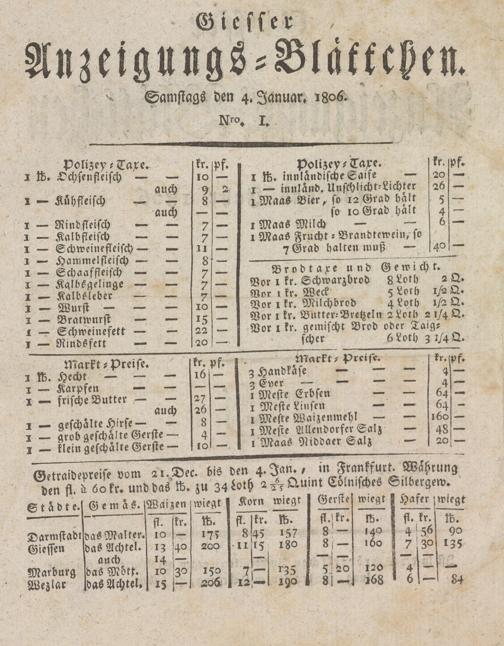 Giesser
Anzeigungs-Blättchen.
Samstags den 4. Januar. 1806.
Nro. I.
Polizey-Taxe. kr. pf.
1 ℔. Ochsenfleisch — — 10 —
auch 9 2
1 — Kühfleisch — — 8 —
auch — —
1 — Rindfleisch — — 7 —
1 — Kalbfleisch — — 7 —
1 — Schweinefleisch — — 11 —
1 — Hammelfleisch — — 8 —
1 — Schaaffleisch — — 7 —
1 — Kalbsgelinge — — 7 —
1 — Kalbsleber — — 7 —
1 — Wurst — — 10 —
1 — Bratwurst — — 15 —
1 — Schweinefett — — 22 —
1 — Rindsfett — — 20 —
Polizey-Taxe. kr. pf.
1 ℔. innländische Saife — 20 —
1 — innländ. Unschlicht-Lichter 26 —
1 Maas Bier, so 12 Grad hält 5 —
so 10 Grad hält 4 —
1 Maas Milch — — 6 —
1 Maas Frucht-Brandtewein, so
7 Grad halten muß — 40 —
Brodtaxe und Gewicht.
Vor 1 kr. Schwarzbrod 8 Loth 2 Q.
Vor 1 kr. Weck 5 Loth 1/2 Q.
Vor 1 kr. Milchbrod 4 Loth 1/2 Q.
Vor 1 kr. Butter-Bretzeln 2 Loth 2 1/4 Q.
Vor 1 kr. gemischt Brod oder Taig-
scher 6 Loth 3 1/4 Q.
Markt-Preise. kr. pf.
1 ℔. Hecht — — 16 —
1 — Karpfen — — — —
1 — frische Butter — — 27 —
auch 26 —
1 — geschälte Hirse — — 8 —
1 — grob geschälte Gerste — 4 —
1 — klein geschälte Gerste — 10 —
Markt-Preise. kr. pf.
3 Handkäse — — 4 —
3 Eyer — — 4 —
1 Meste Erbsen — — 64 —
1 Meste Linsen — — 64 —
1 Meste Waizenmehl — 160 —
1 Meste Allendorfer Salz — 48 —
1 Maas Niddaer Salz — 20 —
Getraidepreise vom 21. Dec. bis den 4. Jan., in Frankfurt. Währung
den fl. à 60 kr. und das ℔. zu 34 Loth 2 6/25 Quint Cölnisches Silbergew.
Städte. Gemäs. Waizen wiegt Korn wiegt Gerste wiegt Hafer wiegt
fl. kr. ℔. fl. kr. ℔. fl. kr. ℔. fl. kr. ℔.
Darmstadt das Malter. 10 — 175 8 45 157 8 — 140 4 56 90
Giessen das Achtel. 13 40 200 11 15 180 8 — 160 7 30 135
auch 14 —
Marburg das Mött. 10 30 150 7 — 135 5 20 120 4 —
Wezlar das Achtel. 15 — 206 12 — 190 8 — 168 6 — 84